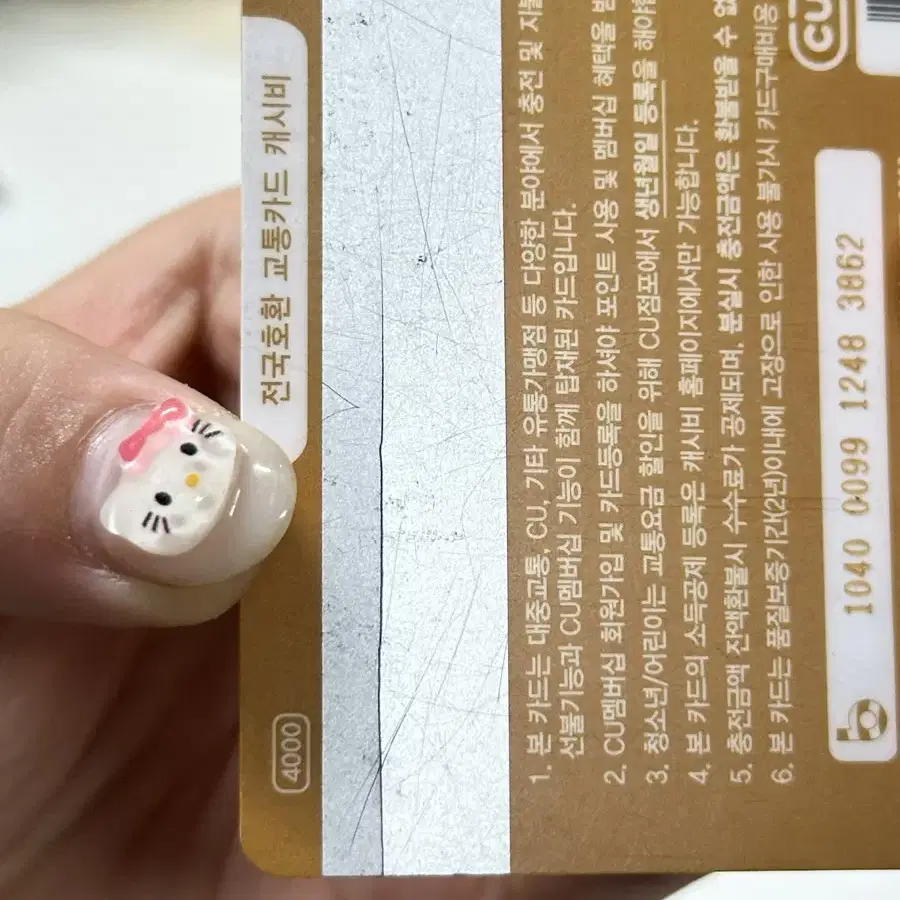 전국호환 교통카드 캐시비
4000
1. 본 카드는 대중교통, CU, 기타 유통가맹점 등 다양한 분야에서 충전 및 지불
선불기능과 CU멤버십 기능이 함께 탑재된 카드입니다.
2. CU멤버십 회원가입 및 카드등록을 하셔야 포인트 사용 및 멤버십 혜택을 받
3. 청소년/어린이는 교통요금 할인을 위해 CU점포에서 생년월일 등록을 해야
4. 본 카드의 소득공제 등록은 캐시비 홈페이지에서만 가능합니다.
5. 충전금액 잔액환불시 수수료가 공제되며, 분실시 충전금액은 환불받을 수 없
6. 본 카드는 품질보증기간(2년)이내에 고장으로 인한 사용 불가시 카드구매비용
CU
1040 0099 1248 3862